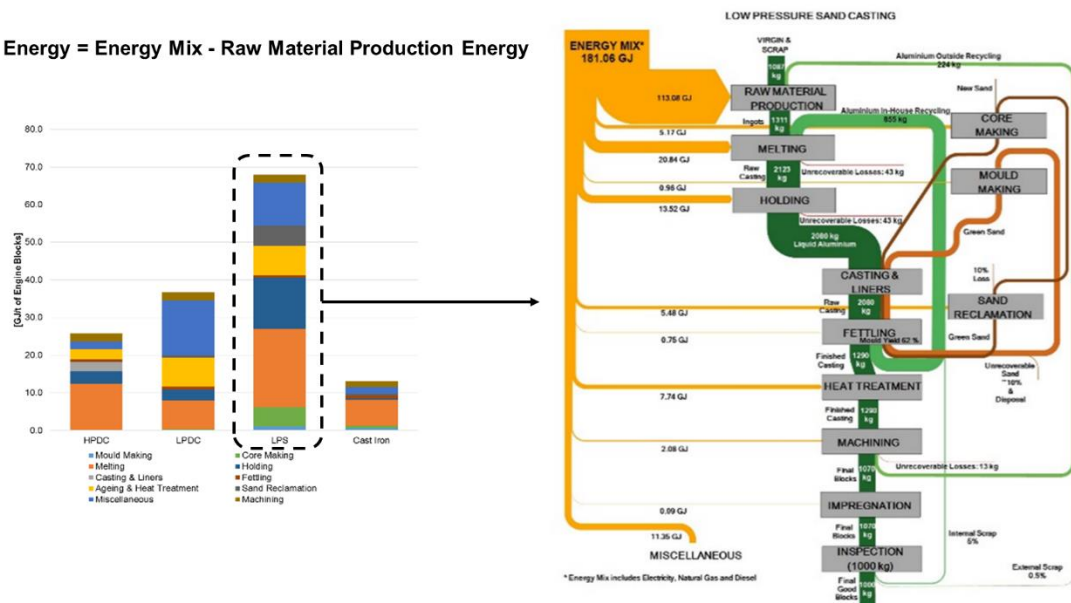 Energy = Energy Mix - Raw Material Production Energy
[GJ/t of Engine Blocks]
80.0
70.0
60.0
50.0
40.0
30.0
20.0
10.0
0.0
HPDC
LPDC
LPS
Cast Iron
Mould Making
Core Making
Melting
Holding
Casting & Liners
Fettling
Ageing & Heat Treatment
Sand Reclamation
Miscellaneous
Machining
LOW PRESSURE SAND CASTING
ENERGY MIX*
181.06 GJ
VIRGIN &
SCRAP
1087
kg
Aluminium Outside Recycling
224 kg
113.08 GJ
RAW MATERIAL
PRODUCTION
New Sand
Aluminium In-House Recycling
855 kg
CORE
MAKING
Ingots
1311
kg
5.17 GJ
MELTING
20.84 GJ
Raw
Casting
2123
kg
Unrecoverable Losses: 43 kg
MOULD
MAKING
0.98 GJ
HOLDING
13.52 GJ
Unrecoverable Losses: 43 kg
2080 kg
Liquid Aluminium
Green Sand
CASTING &
LINERS
10%
Loss
Raw
Casting
2080
kg
SAND
RECLAMATION
5.48 GJ
FETTLING
0.75 GJ
Mould Yield 62 %
Green Sand
Finished
Casting
1290
kg
Unrecoverable
Sand
~10%
&
Disposal
HEAT TREATMENT
7.74 GJ
Finished
Casting
1290
kg
MACHINING
2.08 GJ
Unrecoverable Losses: 13 kg
Final
Blocks
1070
kg
IMPREGNATION
0.09 GJ
Final
Blocks
1070
kg
11.35 GJ
MISCELLANEOUS
Internal Scrap
5%
INSPECTION
(1000 kg)
External Scrap
0.5%
* Energy Mix includes Electricity, Natural Gas and Diesel
Final
Good
Blocks
1000
kg